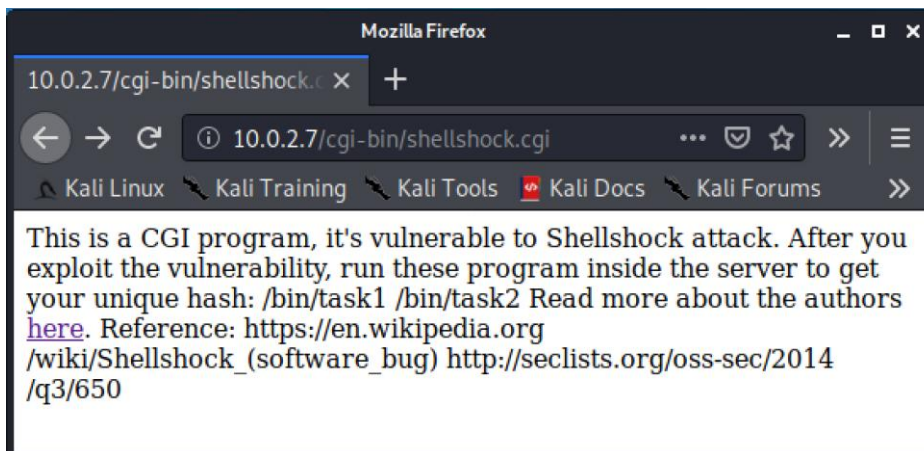 Mozilla Firefox
10.0.2.7/cgi-bin/shellshock.c
10.0.2.7/cgi-bin/shellshock.cgi
Kali Linux Kali Training Kali Tools Kali Docs Kali Forums
This is a CGI program, it's vulnerable to Shellshock attack. After you
exploit the vulnerability, run these program inside the server to get
your unique hash: /bin/task1 /bin/task2 Read more about the authors
here. Reference: https://en.wikipedia.org
/wiki/Shellshock_(software_bug) http://seclists.org/oss-sec/2014
/q3/650